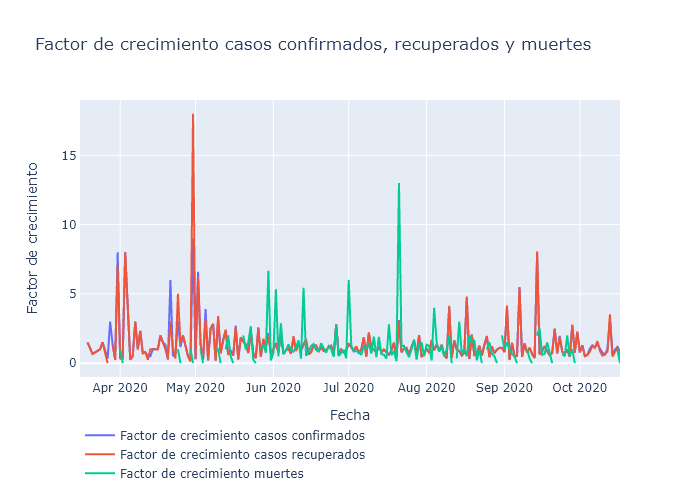 Factor de crecimiento casos confirmados, recuperados y muertes
Factor de crecimiento
15
10
5
0
Apr 2020
May 2020
Jun 2020
Jul 2020
Aug 2020
Sep 2020
Oct 2020
Fecha
Factor de crecimiento casos confirmados
Factor de crecimiento casos recuperados
Factor de crecimiento muertes